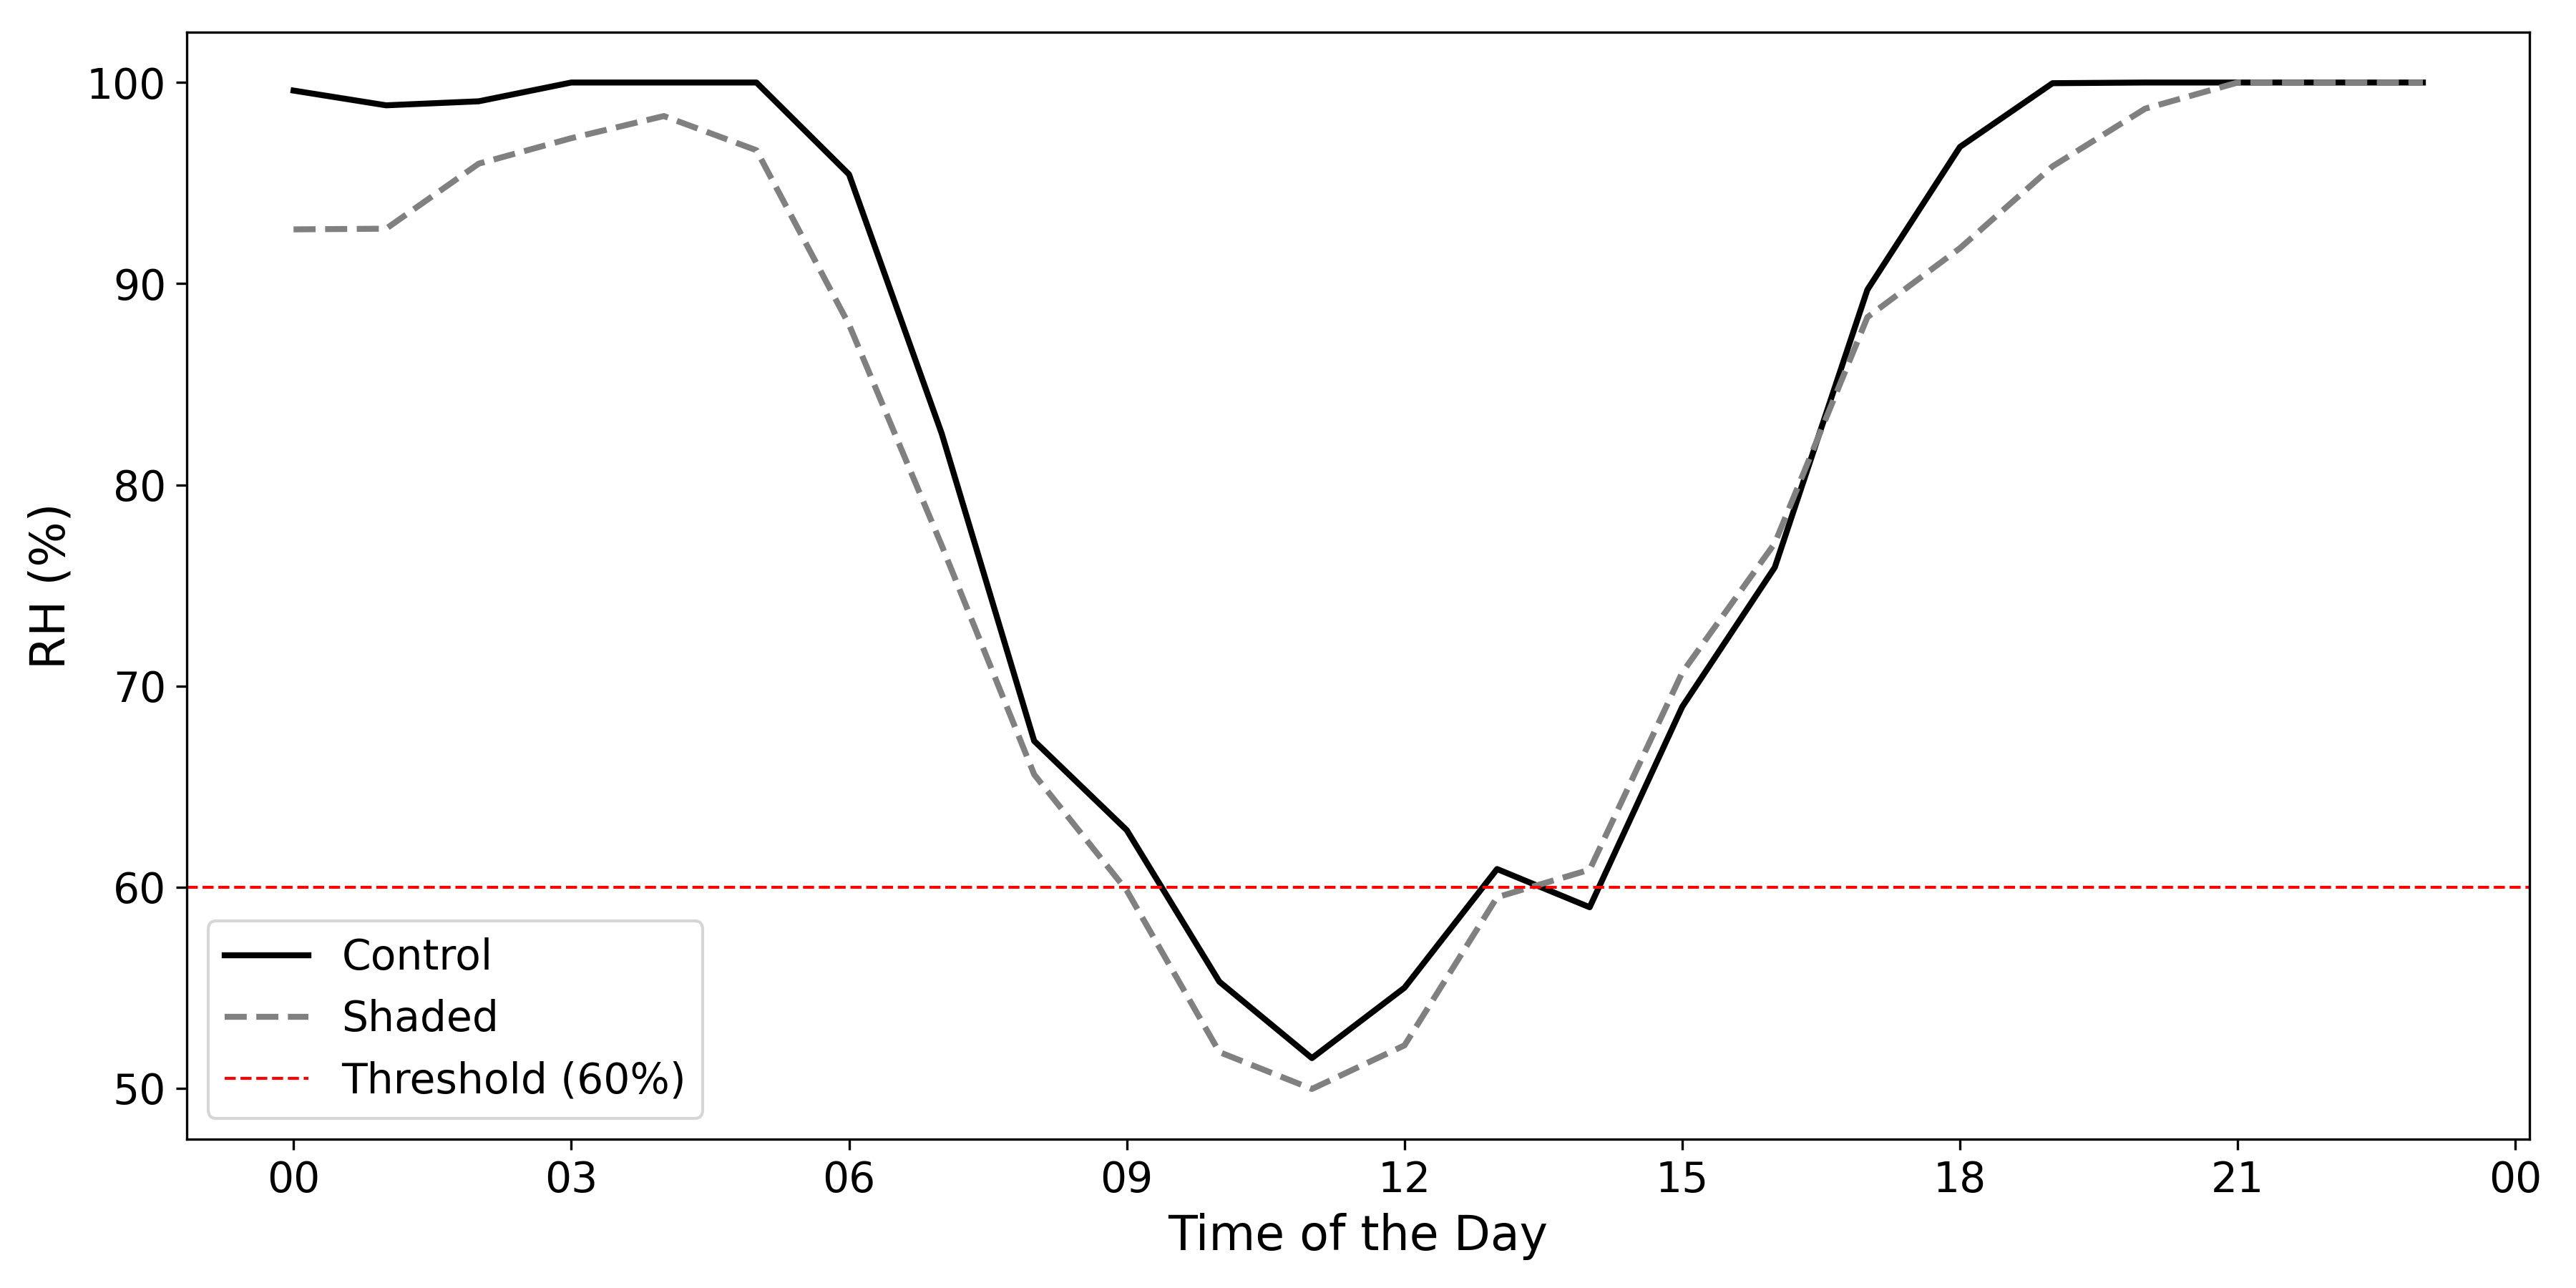 100
90
80
70
60
50
RH (%)
Control
Shaded
Threshold (60%)
00 03 06 09 12 15 18 21 00
Time of the Day